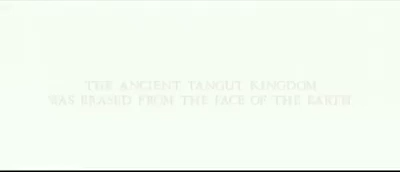 THE ANCIENT TANGUT KINGDOM
WAS ERASED FROM THE FACE OF THE EARTH